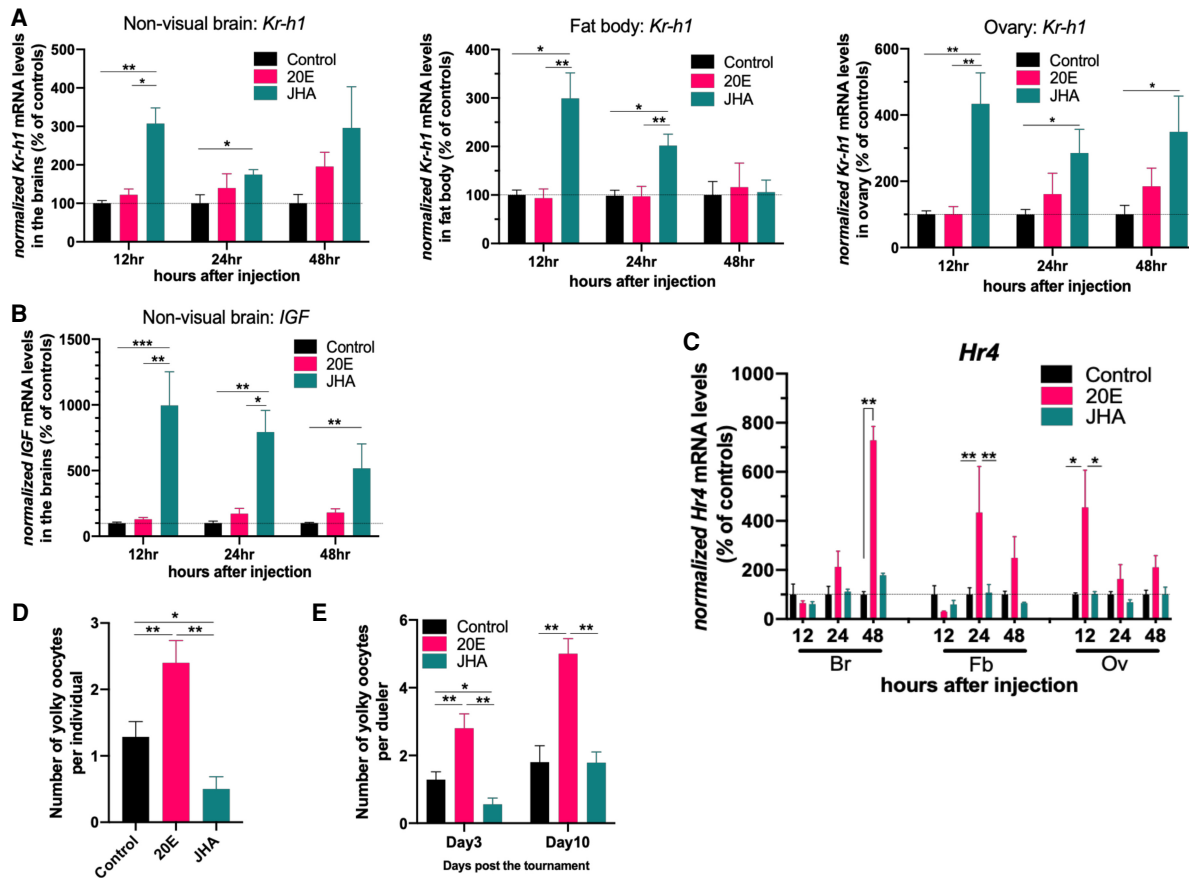 A
Non-visual brain: Kr-h1
normalized Kr-h1 mRNA levels
in the brains (% of controls)
500
400
300
200
100
0
**
*
*
Control
20E
JHA
12hr
24hr
48hr
hours after injection
Fat body: Kr-h1
normalized Kr-h1 mRNA levels
in fat body (% of controls)
400
300
200
100
0
*
**
*
**
Control
20E
JHA
12hr
24hr
48hr
hours after injection
Ovary: Kr-h1
normalized Kr-h1 mRNA levels
in ovary (% of controls)
600
400
200
0
**
**
*
*
Control
20E
JHA
12hr
24hr
48hr
hours after injection
B
Non-visual brain: IGF
normalized IGF mRNA levels
in the brains (% of controls)
1500
1000
500
0
***
**
**
*
**
Control
20E
JHA
12hr
24hr
48hr
hours after injection
C
Hr4
normalized Hr4 mRNA levels
(% of controls)
1000
800
600
400
200
0
**
** **
* *
Control
20E
JHA
12 24 48 12 24 48 12 24 48
Br Fb Ov
hours after injection
D
Number of yolky oocytes
per individual
3
2
1
0
*
** **
Control
20E
JHA
E
Number of yolky oocytes
per dueler
6
4
2
0
*
** **
** **
Control
20E
JHA
Day3
Day10
Days post the tournament